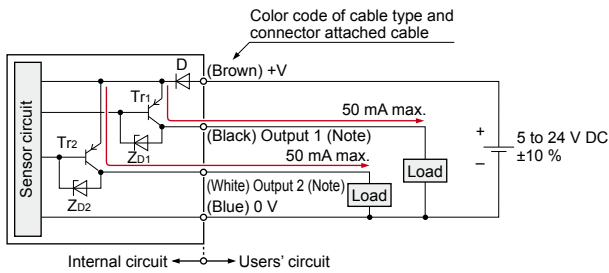 Color code of cable type and
connector attached cable
D
(Brown) +V
Tr1
50 mA max.
ZD1
(Black) Output 1 (Note)
Sensor circuit
Tr2
50 mA max.
+
−
5 to 24 V DC
±10 %
Load
(White) Output 2 (Note)
Load
ZD2
(Blue) 0 V
Internal circuit
Users' circuit